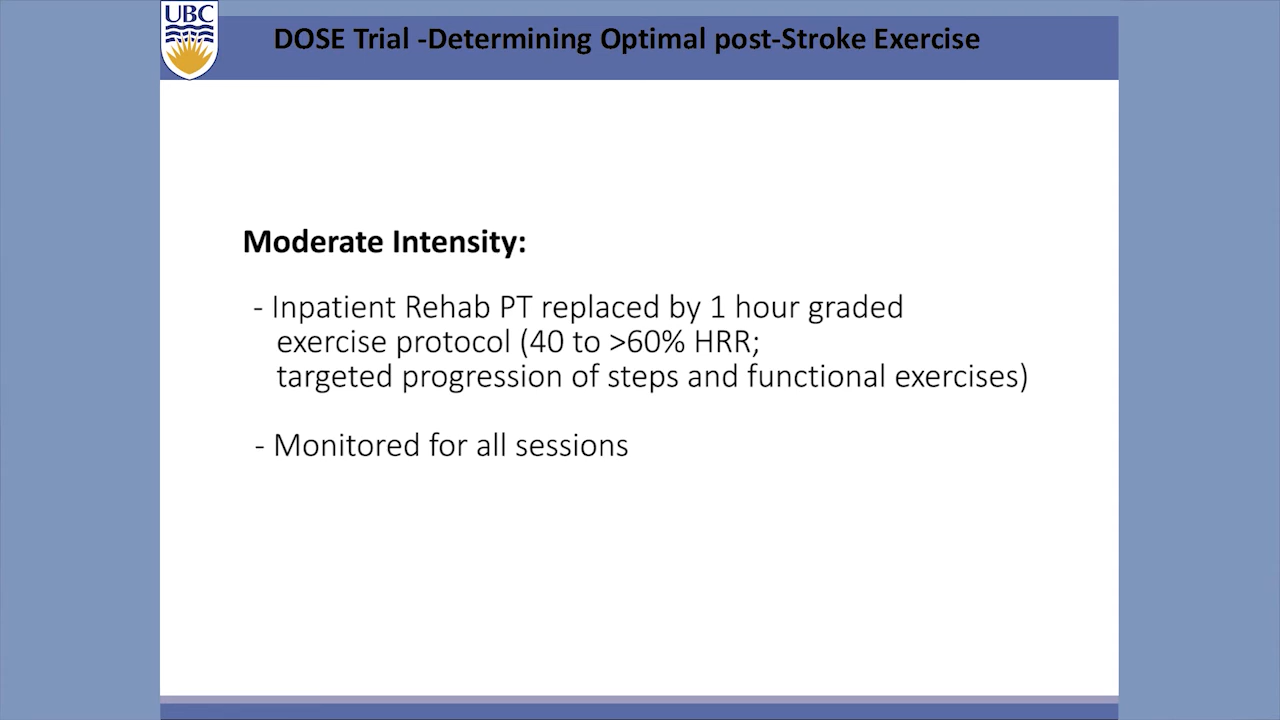 UBC
DOSE Trial -Determining Optimal post-Stroke Exercise
Moderate Intensity:
- Inpatient Rehab PT replaced by 1 hour graded
exercise protocol (40 to >60% HRR;
targeted progression of steps and functional exercises)
- Monitored for all sessions